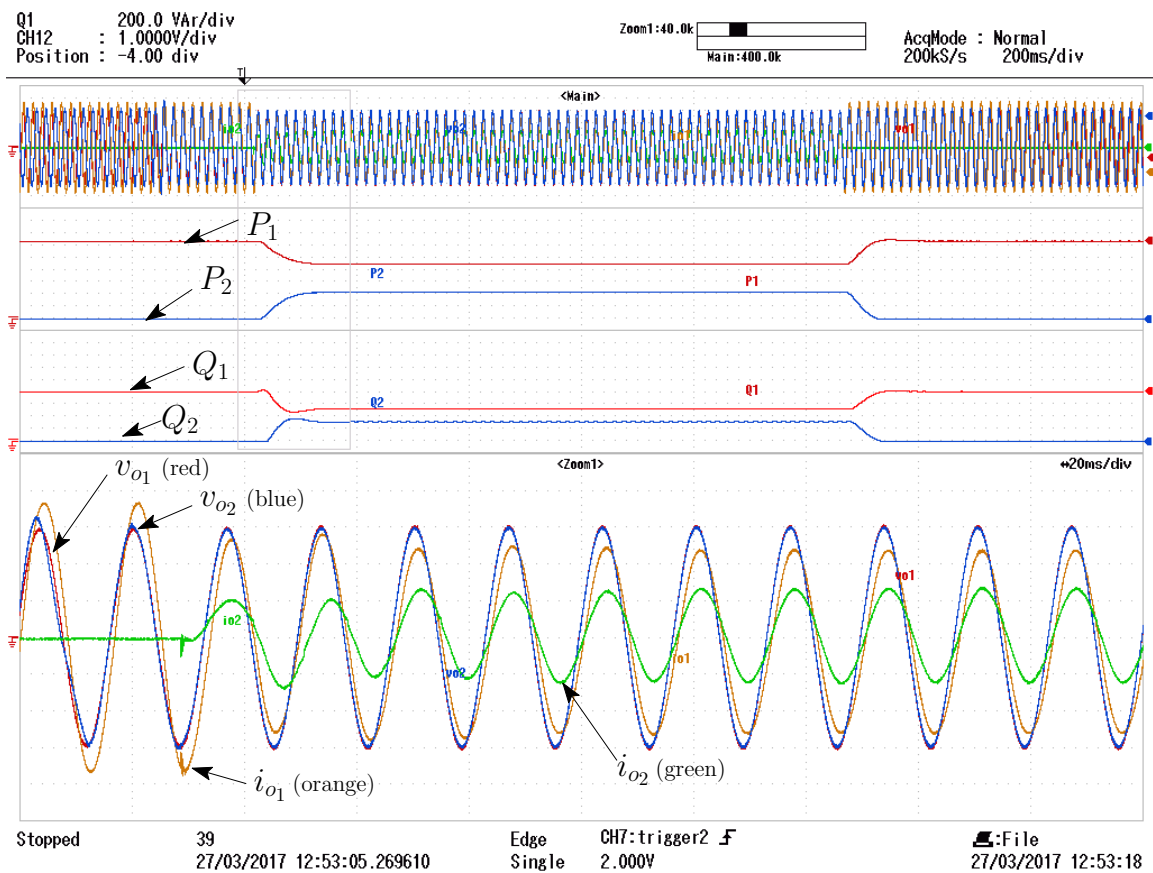 Q1 200.0 VAr/div
CH12 : 1.0000V/div
Position : -4.00 div
Zoom1:40.0k
Main:400.0k
AcqMode : Normal
200kS/s 200ms/div
T
<Main>
io2 vo2 io1 vo1
P1
P2
P2 P1
Q1
Q2
Q2 Q1
<Zoom1> ↔20ms/div
vo1 (red)
vo2 (blue)
vo1
io2
io1
vo2
io1 (orange)
io2 (green)
Stopped 39 Edge CH7:trigger2 :File
27/03/2017 12:53:05.269610 Single 2.000V 27/03/2017 12:53:18